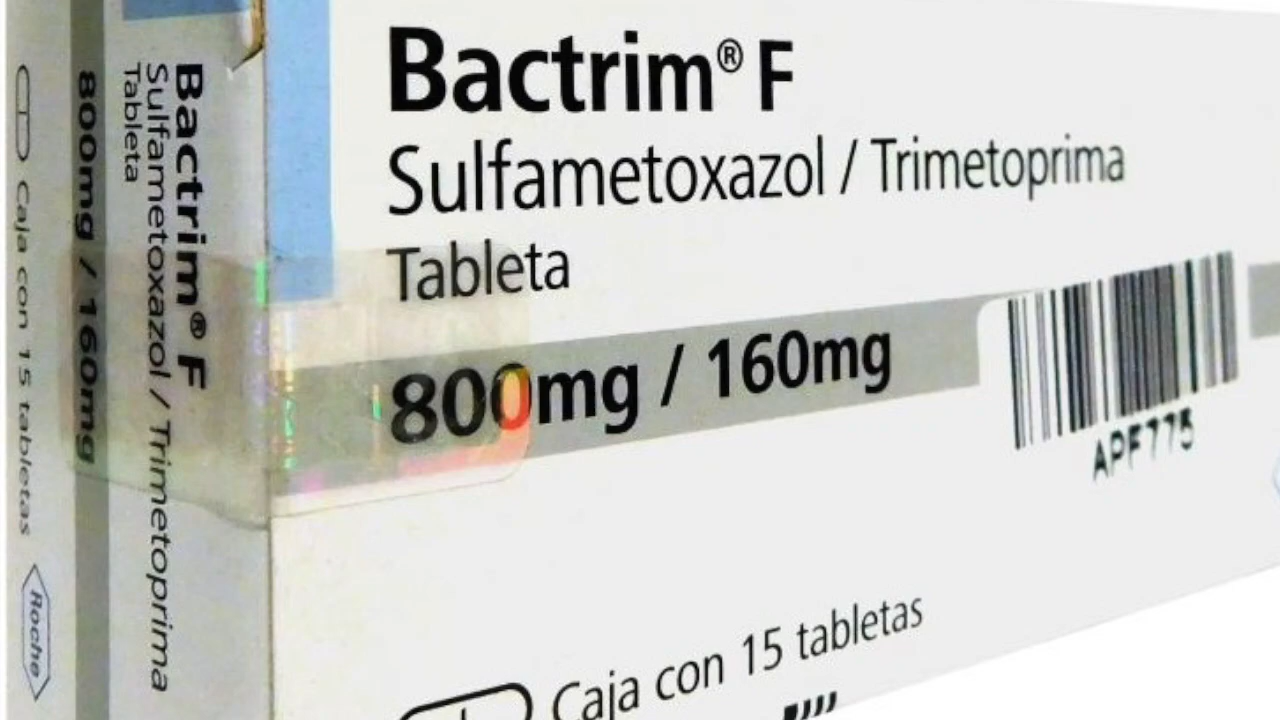 Bactrim® F
Sulfametoxazol / Trimetoprima
Tableta
800mg / 160mg
APF775
Caja con 15 tabletas
Bactrim® F
Sulfametoxazol / Trimetoprima
Tableta
800mg / 160mg
Caja con 15 tabletas
Roche